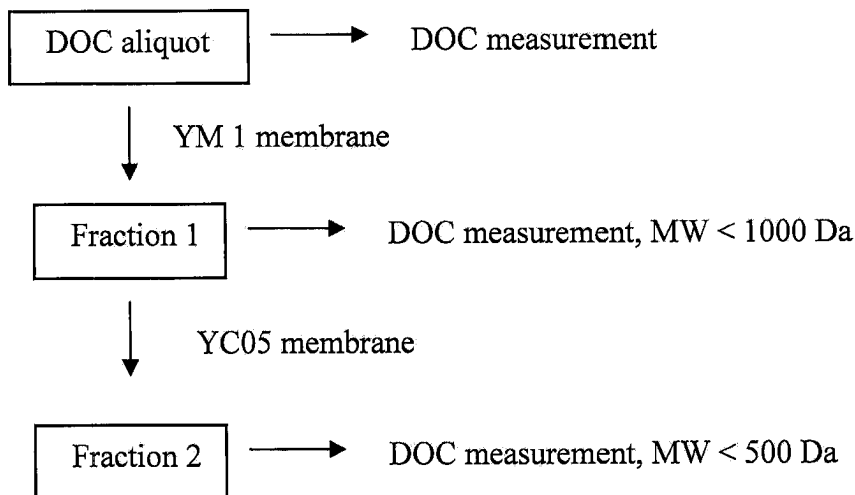 DOC aliquot
DOC measurement
YM 1 membrane
Fraction 1
DOC measurement, MW < 1000 Da
YC05 membrane
Fraction 2
DOC measurement, MW < 500 Da